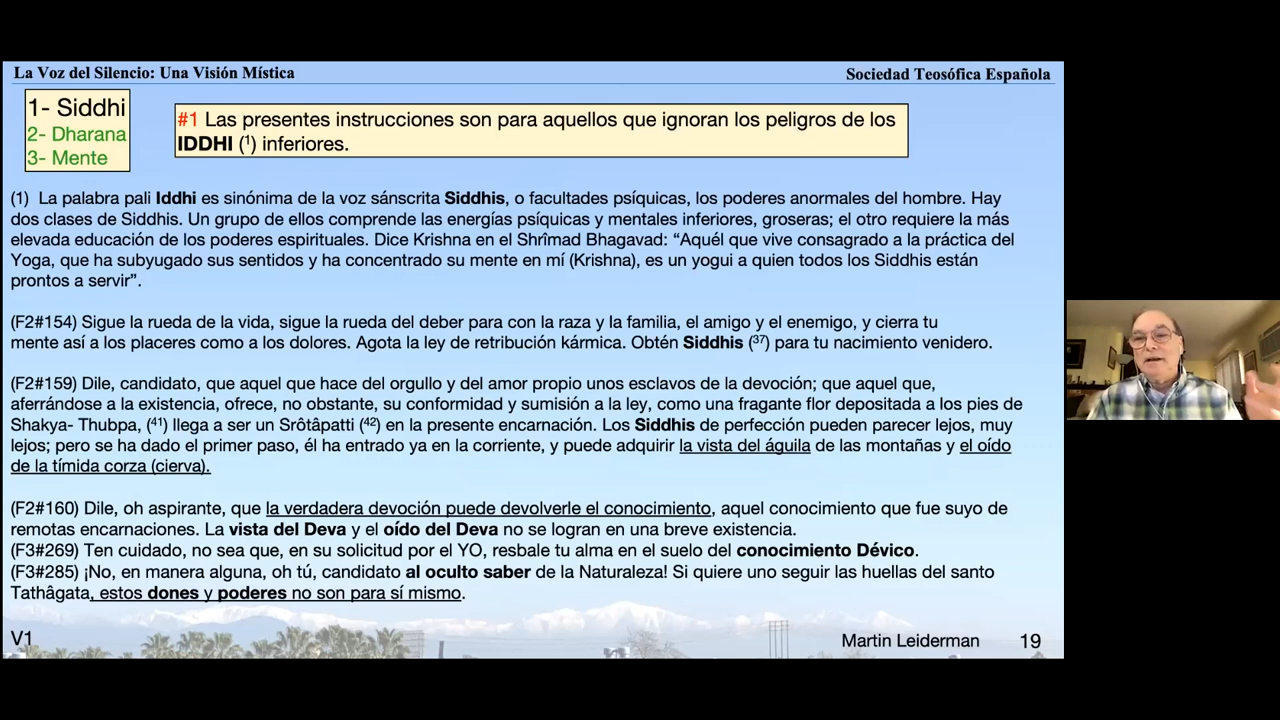 La Voz del Silencio: Una Visión Mística
Sociedad Teosófica Española
1- Siddhi
2- Dharana
3- Mente
#1 Las presentes instrucciones son para aquellos que ignoran los peligros de los
IDDHI (1) inferiores.
(1) La palabra pali Iddhi es sinónima de la voz sánscrita Siddhis, o facultades psíquicas, los poderes anormales del hombre. Hay
dos clases de Siddhis. Un grupo de ellos comprende las energías psíquicas y mentales inferiores, groseras; el otro requiere la más
elevada educación de los poderes espirituales. Dice Krishna en el Shrîmad Bhagavad: “Aquél que vive consagrado a la práctica del
Yoga, que ha subyugado sus sentidos y ha concentrado su mente en mí (Krishna), es un yogui a quien todos los Siddhis están
prontos a servir”.
(F2#154) Sigue la rueda de la vida, sigue la rueda del deber para con la raza y la familia, el amigo y el enemigo, y cierra tu
mente así a los placeres como a los dolores. Agota la ley de retribución kármica. Obtén Siddhis (37) para tu nacimiento venidero.
(F2#159) Dile, candidato, que aquel que hace del orgullo y del amor propio unos esclavos de la devoción; que aquel que,
aferrándose a la existencia, ofrece, no obstante, su conformidad y sumisión a la ley, como una fragante flor depositada a los pies de
Shakya- Thubpa, (41) llega a ser un Srôtâpatti (42) en la presente encarnación. Los Siddhis de perfección pueden parecer lejos, muy
lejos; pero se ha dado el primer paso, él ha entrado ya en la corriente, y puede adquirir la vista del águila de las montañas y el oído
de la tímida corza (cierva).
(F2#160) Dile, oh aspirante, que la verdadera devoción puede devolverle el conocimiento, aquel conocimiento que fue suyo de
remotas encarnaciones. La vista del Deva y el oído del Deva no se logran en una breve existencia.
(F3#269) Ten cuidado, no sea que, en su solicitud por el YO, resbale tu alma en el suelo del conocimiento Dévico.
(F3#285) ¡No, en manera alguna, oh tú, candidato al oculto saber de la Naturaleza! Si quiere uno seguir las huellas del santo
Tathâgata, estos dones y poderes no son para sí mismo.
V1
Martin Leiderman
19